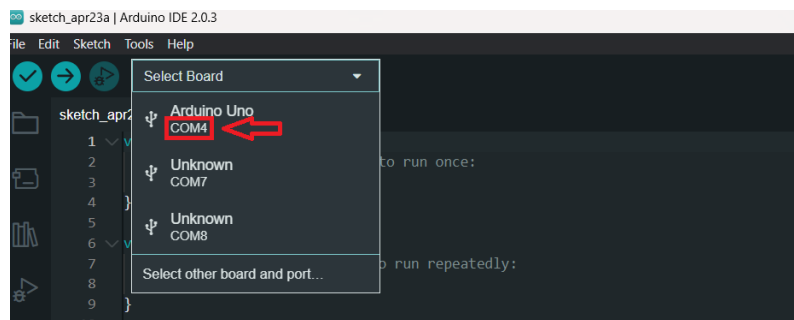 sketch_apr23a | Arduino IDE 2.0.3
File Edit Sketch Tools Help
Select Board
sketch_apr2
Arduino Uno
COM4
1 v
2 to run once:
Unknown
3
COM7
4 }
5
Unknown
6 v
COM8
7 o run repeatedly:
Select other board and port...
8
9 }